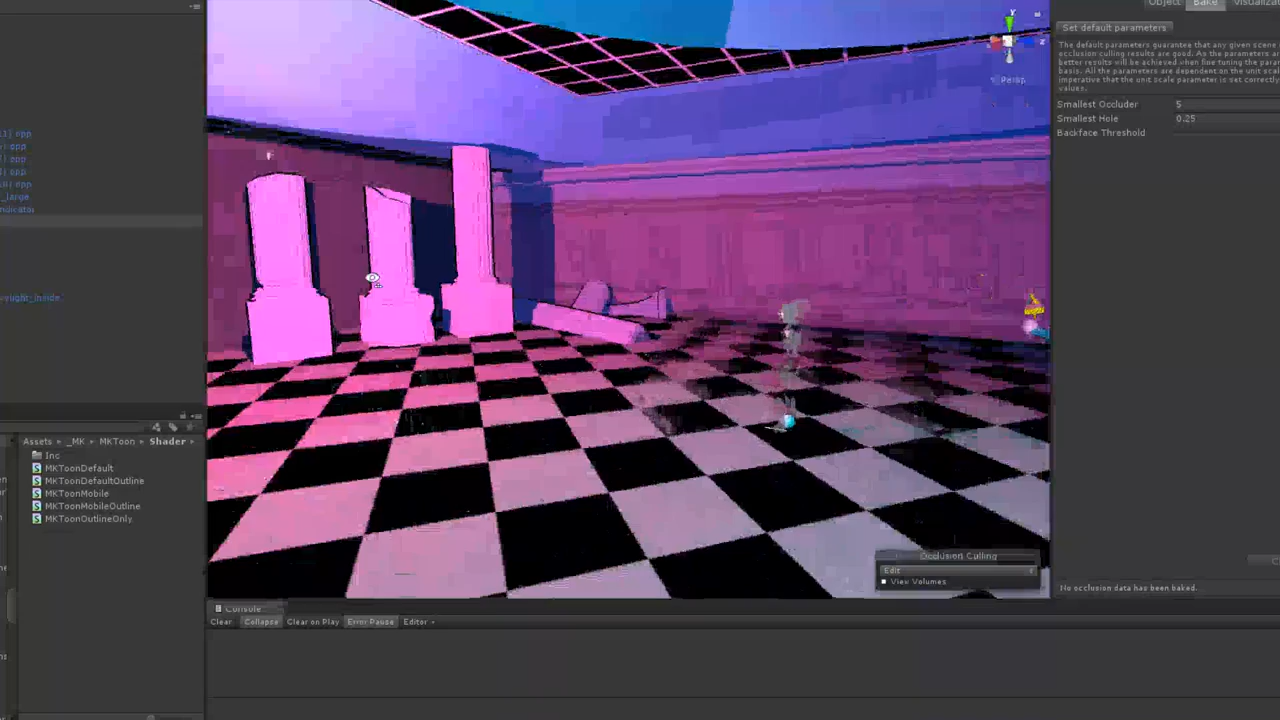 Object Bake
Set default parameters
The default parameters guarantee that any given scene
occlusion culling results are good. As the parameters are
better results will be achieved when fine tuning the para
basis. All the parameters are dependent on the unit scale
imperative that the unit scale parameter is set correctly
values.
Smallest Occluder 5
Smallest Hole 0.25
Backface Threshold
Y
Z
Persp
_large
ndicator
ought_inside
Assets ▸ _MK ▸ MKToon ▸ Shader
Inc
MKToonDefault
MKToonDefaultOutline
MKToonMobile
MKToonMobileOutline
MKToonOutlineOnly
Occlusion Culling
Edit
View Volumes
No occlusion data has been baked.
Console
Clear Collapse Clear on Play Error Pause Editor